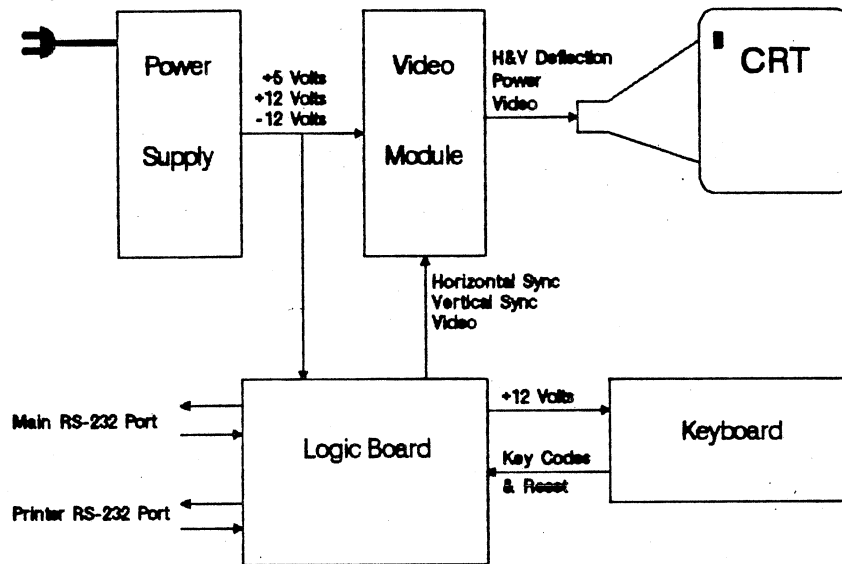 Power
Supply
+5 Volts
+12 Volts
-12 Volts
Video
Module
H&V Deflection
Power
Video
CRT
Horizontal Sync
Vertical Sync
Video
Main RS-232 Port
Printer RS-232 Port
Logic Board
+12 Volts
Key Codes
& Reset
Keyboard